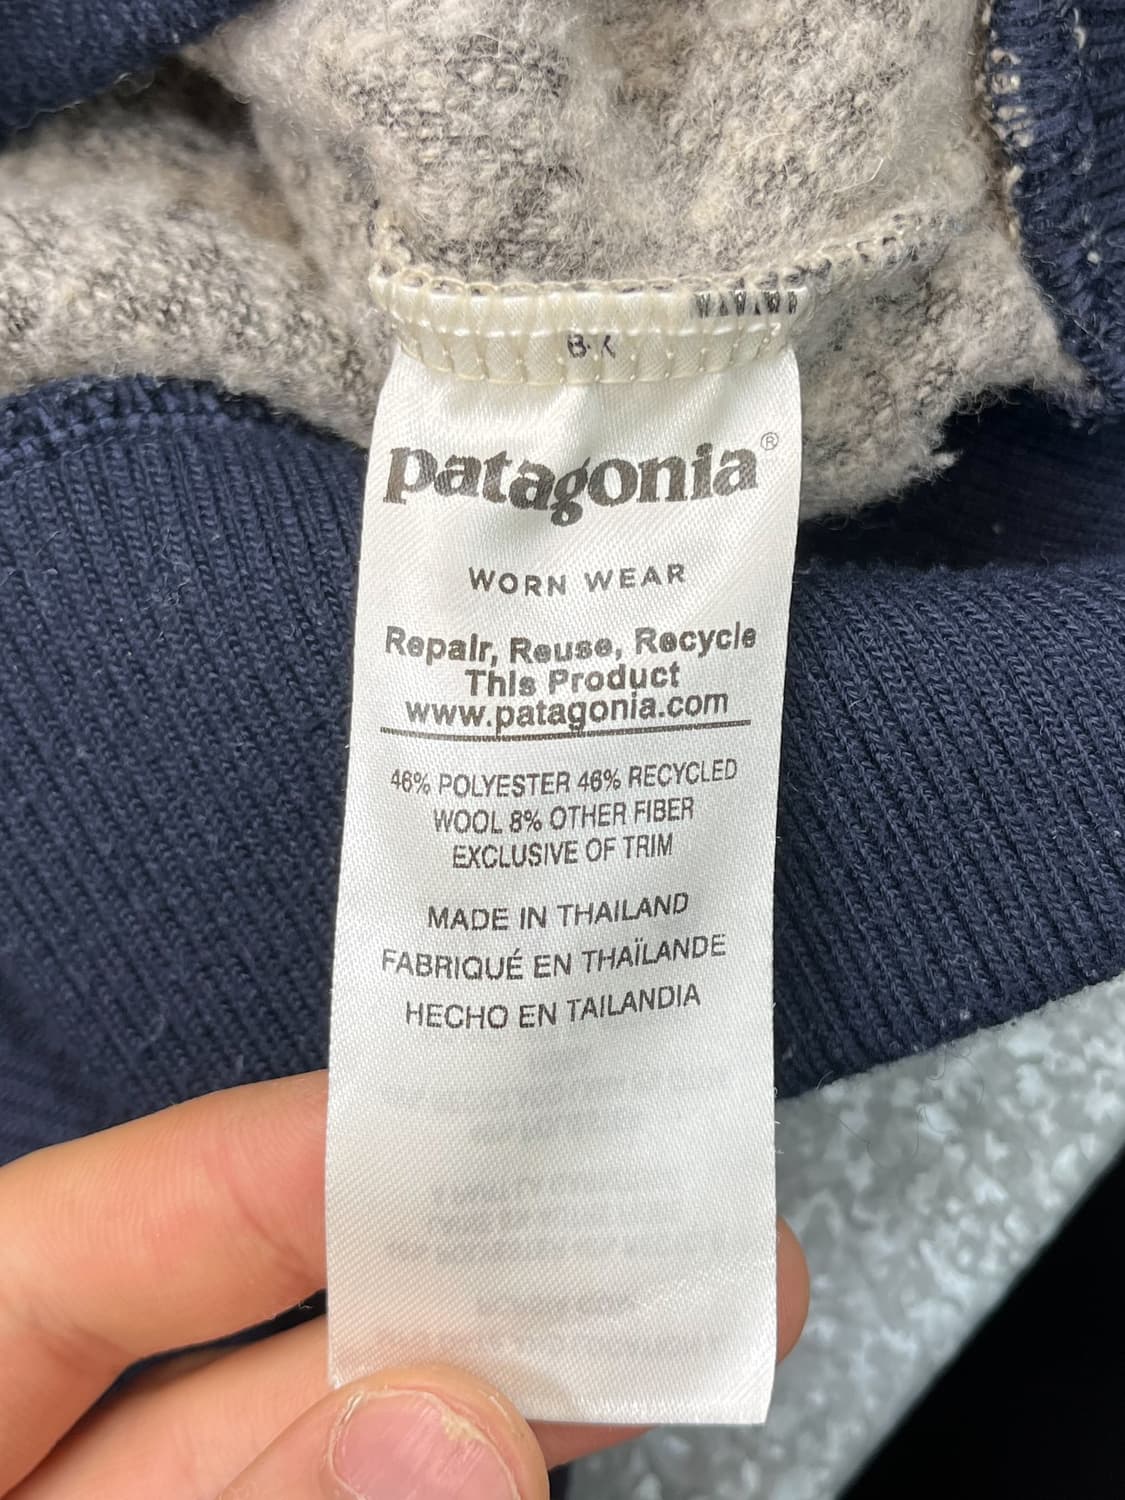 patagonia®
WORN WEAR
Repair, Reuse, Recycle
This Product
www.patagonia.com
46% POLYESTER 46% RECYCLED
WOOL 8% OTHER FIBER
EXCLUSIVE OF TRIM
MADE IN THAILAND
FABRIQUÉ EN THAÏLANDE
HECHO EN TAILANDIA